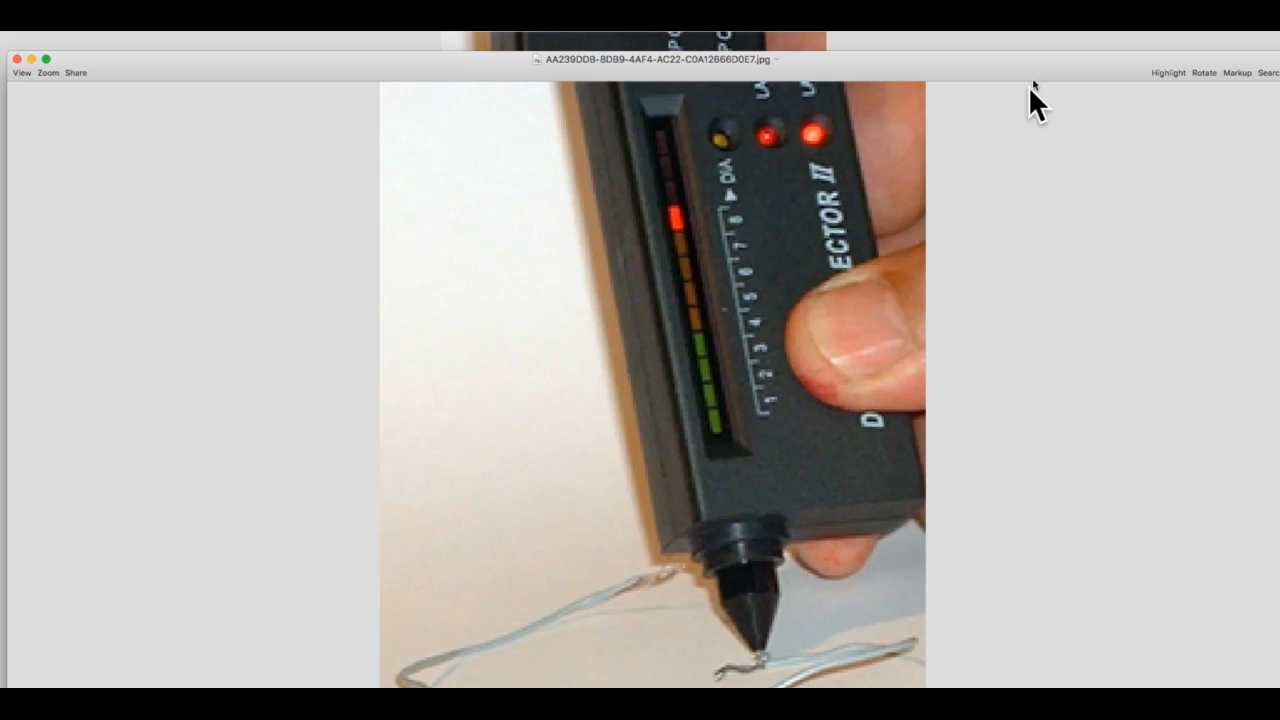 AA239DDB-8DB9-4AF4-AC22-C0A12666D0E7.jpg
View Zoom Share
Highlight Rotate Markup
DIA
8 7 6 5 4 3 2 1
ECTOR II
D